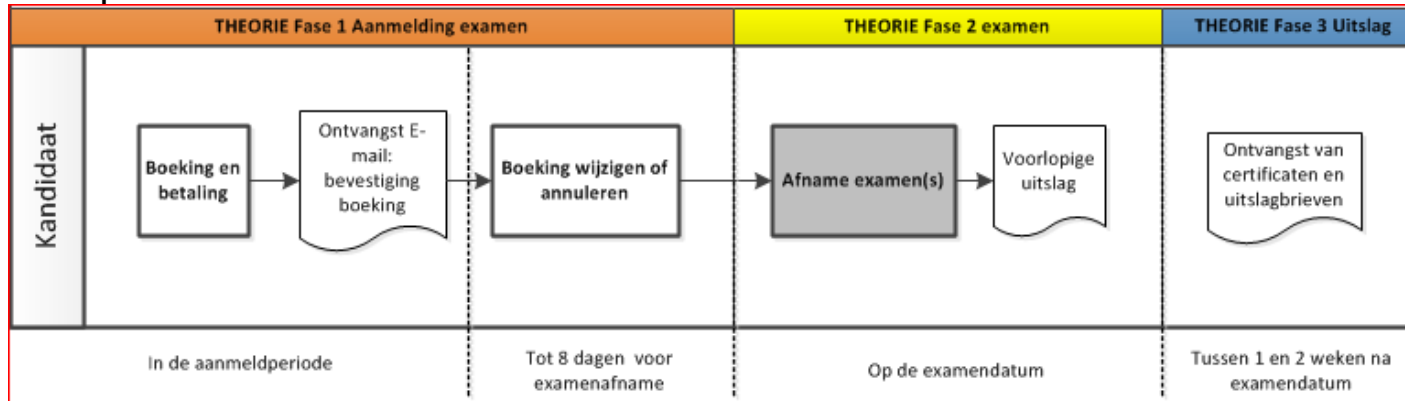 THEORIE Fase 1 Aanmelding examen
THEORIE Fase 2 examen
THEORIE Fase 3 Uitslag
Kandidaat
Boeking en
betaling
Ontvangst E-
mail:
bevestiging
boeking
Boeking wijzigen of
annuleren
Afname examen(s)
Voorlopige
uitslag
Ontvangst van
certificaten en
uitslagbrieven
In de aanmeldperiode
Tot 8 dagen voor
examenafname
Op de examendatum
Tussen 1 en 2 weken na
examendatum